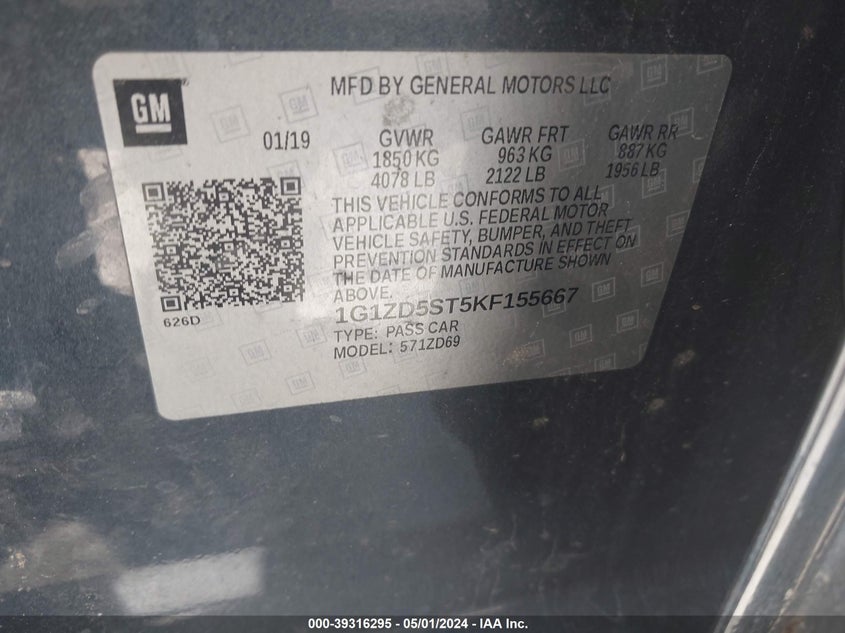 GM
MFD BY GENERAL MOTORS LLC
01/19 GVWR GAWR FRT GAWR RR
1850 KG 963 KG 887 KG
4078 LB 2122 LB 1956 LB
THIS VEHICLE CONFORMS TO ALL
APPLICABLE U.S. FEDERAL MOTOR
VEHICLE SAFETY, BUMPER, AND THEFT
PREVENTION STANDARDS IN EFFECT ON
THE DATE OF MANUFACTURE SHOWN
ABOVE.
626D
1G1ZD5ST5KF155667
TYPE: PASS CAR
MODEL: 571ZD69
000-39316295 - 05/01/2024 - IAA Inc.